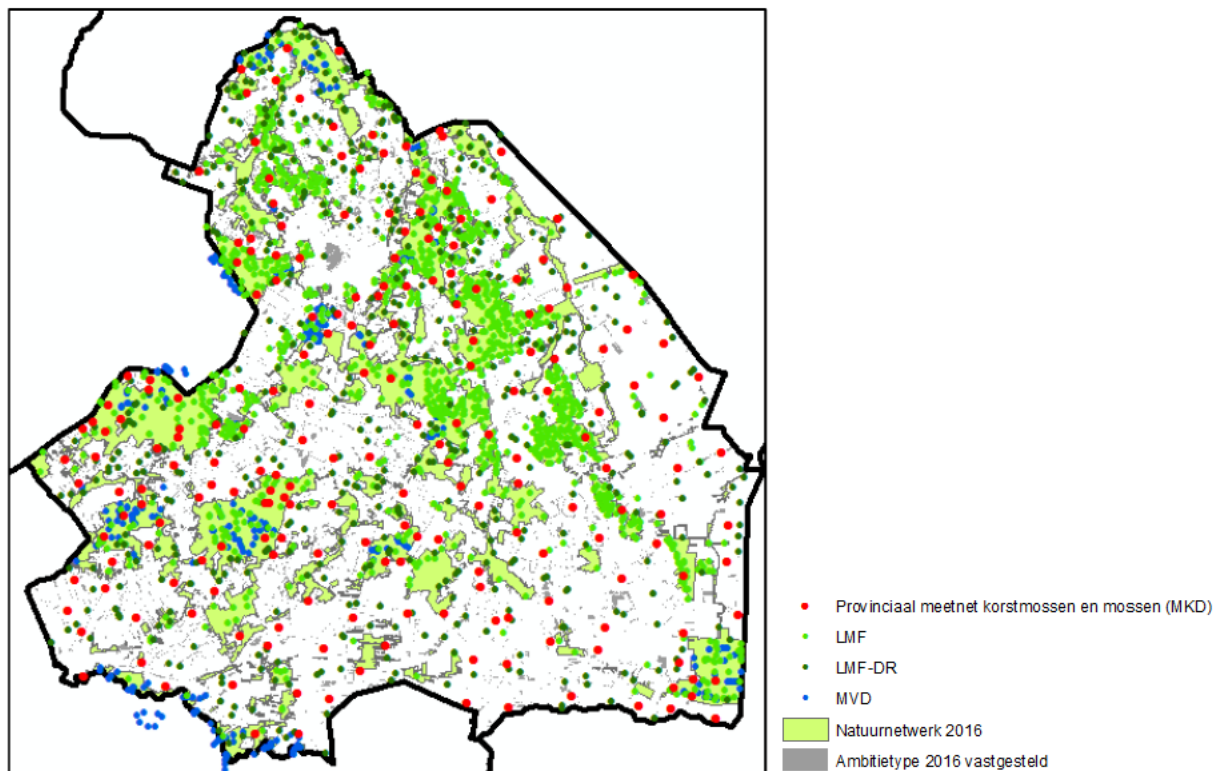 Provinciaal meetnet korstmossen en mossen (MKD)
LMF
LMF-DR
MVD
Natuurnetwerk 2016
Ambitietype 2016 vastgesteld